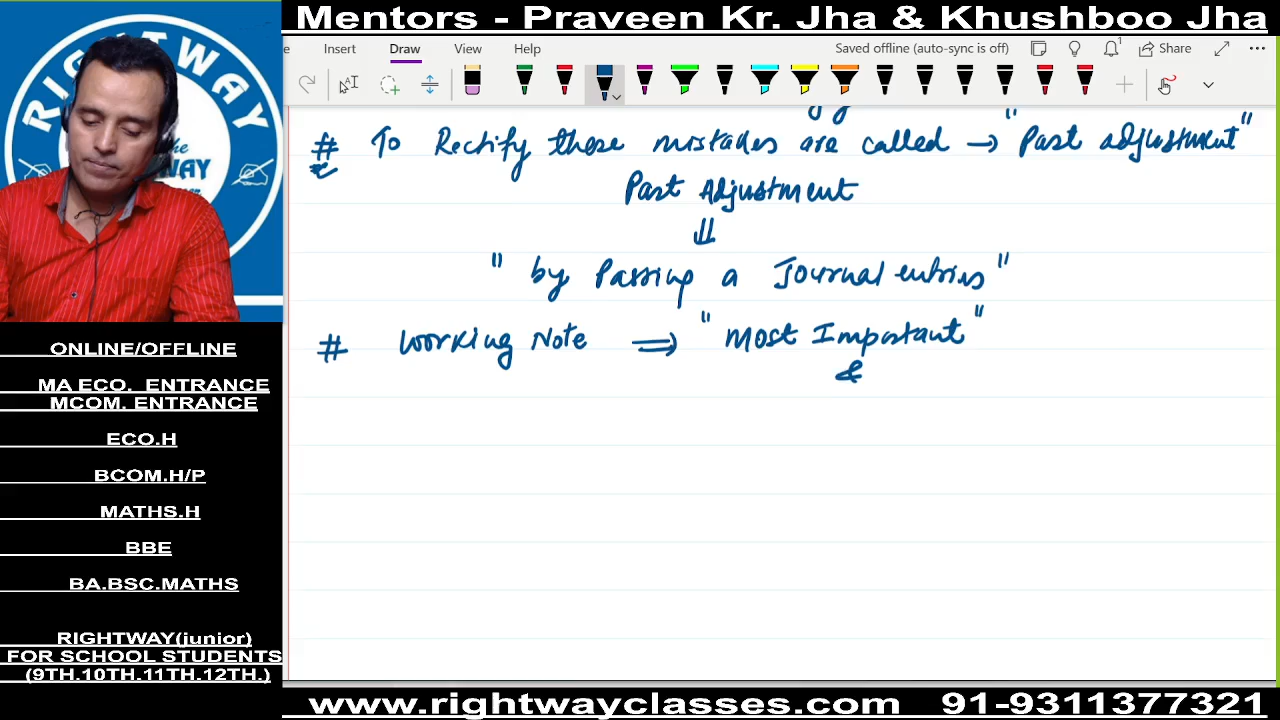 Mentors - Praveen Kr. Jha & Khushboo Jha
RIGHTWAY
Insert Draw View Help Saved offline (auto-sync is off) Share
# To Rectify these mistakes are called → "Past adjustment"
Past Adjustment
⇓
" by Passing a Journal entries "
# Working Note ⇒ " Most Important "
&
ONLINE/OFFLINE
MA ECO. ENTRANCE
MCOM. ENTRANCE
ECO.H
BCOM.H/P
MATHS.H
BBE
BA.BSC.MATHS
RIGHTWAY(junior)
FOR SCHOOL STUDENTS
(9TH.10TH.11TH.12TH.)
www.rightwayclasses.com 91-9311377321